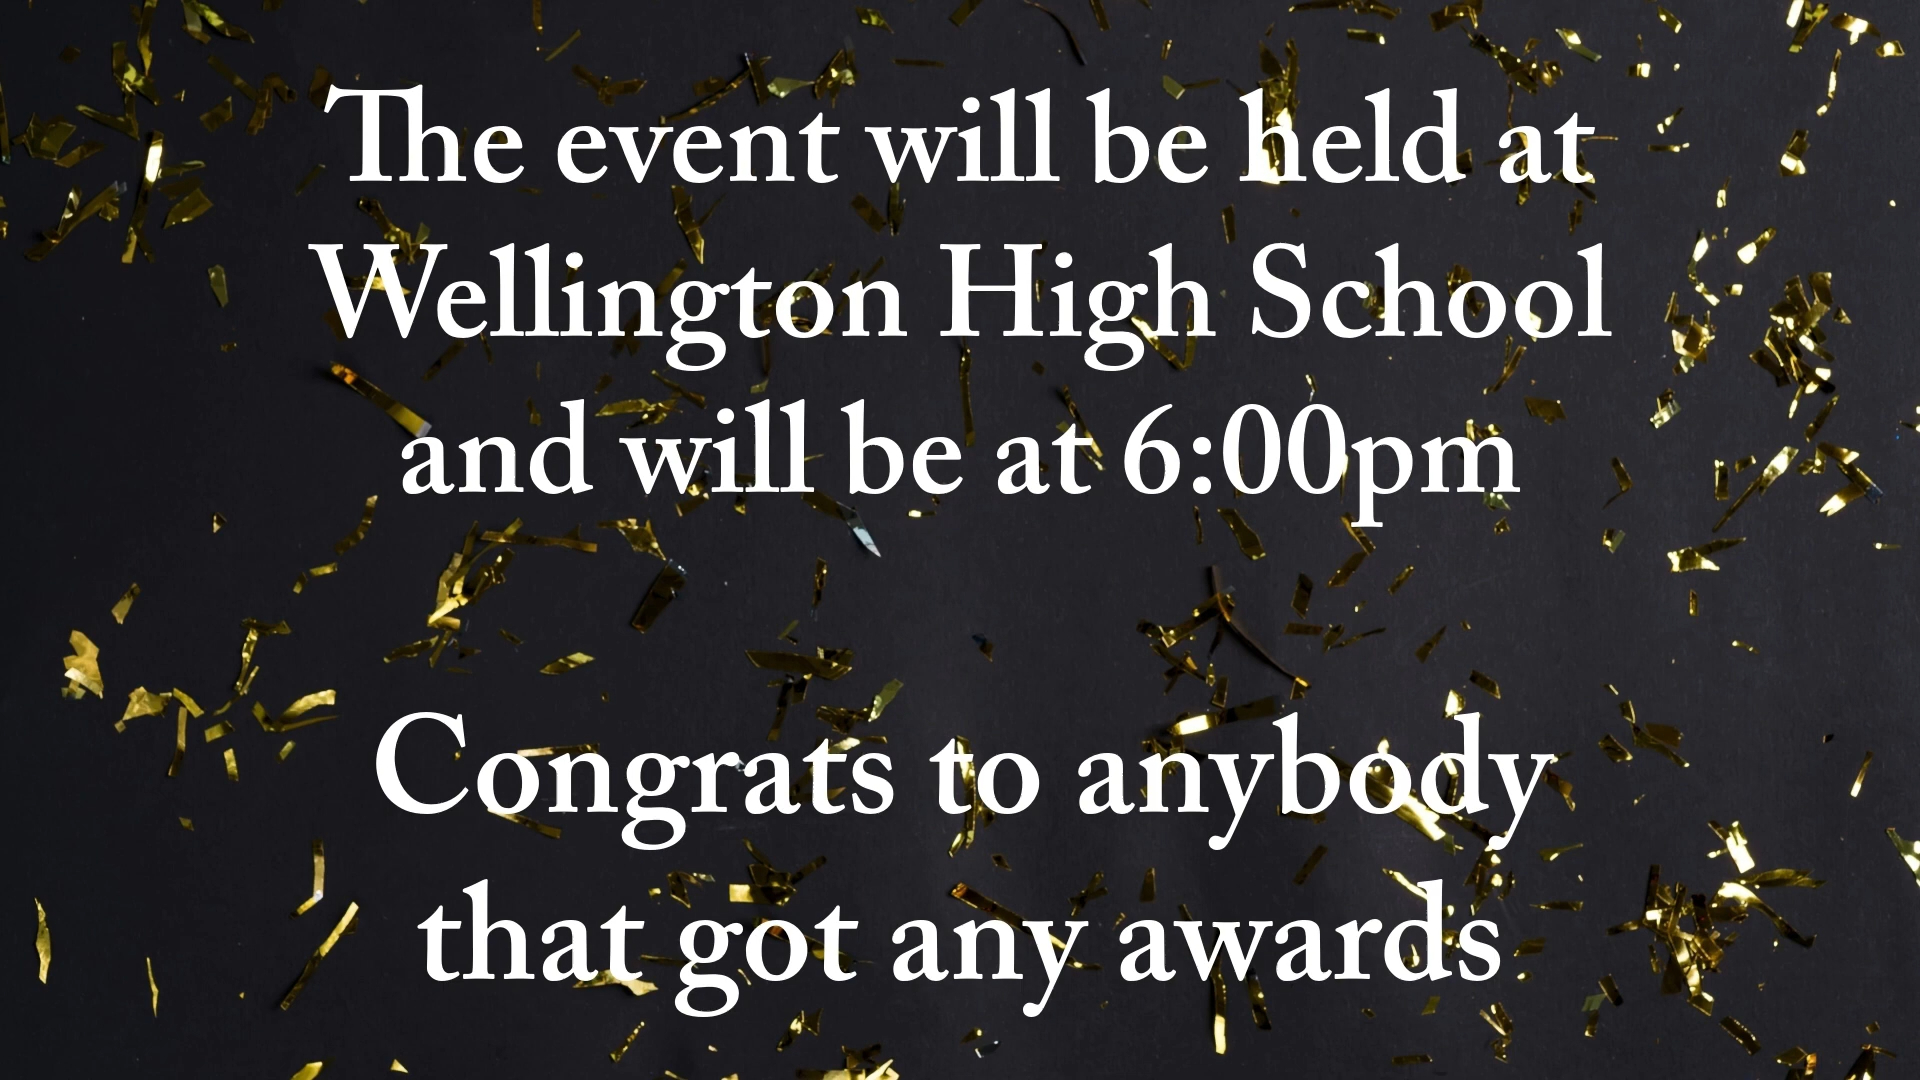 The event will be held at
Wellington High School
and will be at 6:00pm
Congrats to anybody
that got any awards